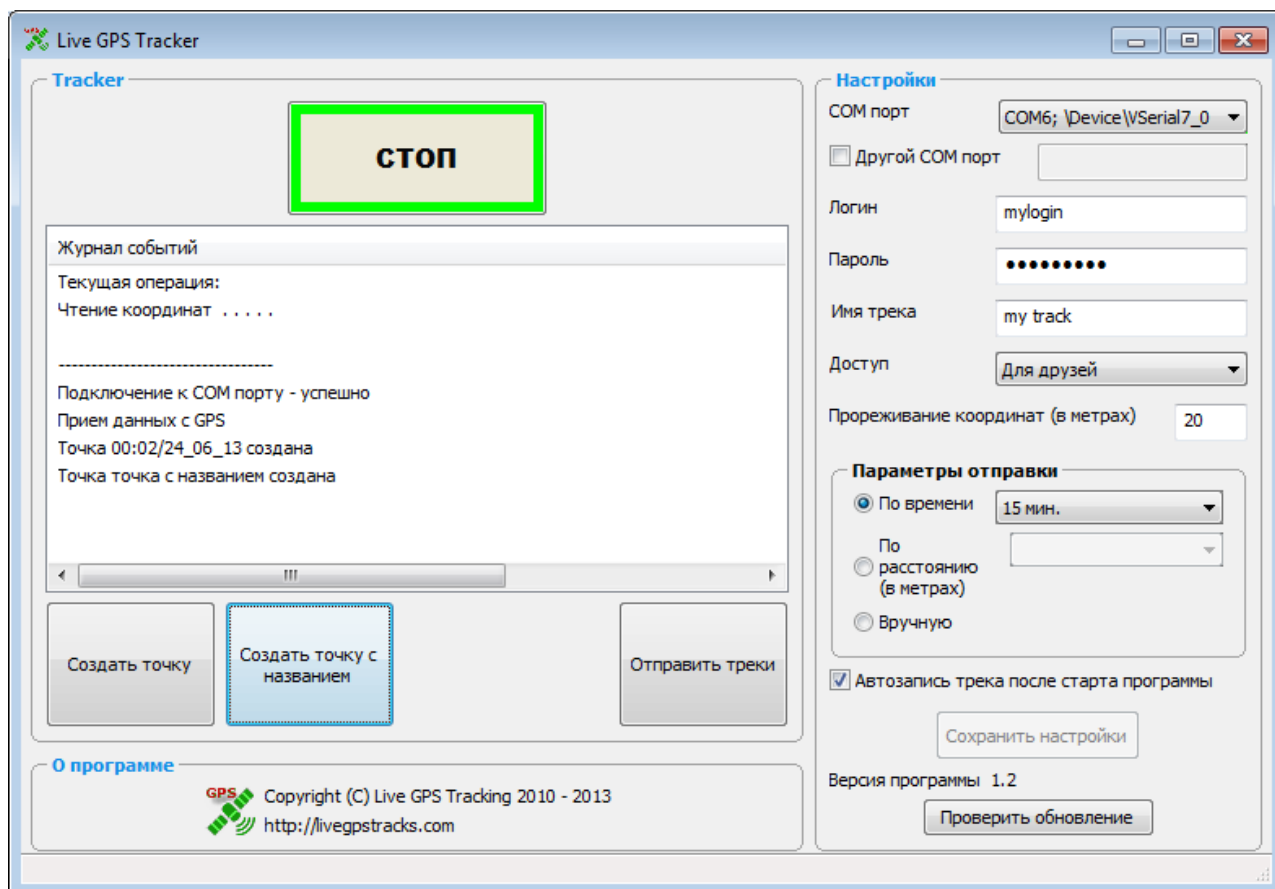 Live GPS Tracker
Tracker
стоп
Журнал событий
Текущая операция:
Чтение координат . . . . .
---------------------------------
Подключение к COM порту - успешно
Прием данных с GPS
Точка 00:02/24_06_13 создана
Точка точка с названием создана
Создать точку
Создать точку с
названием
Отправить треки
О программе
GPS
Copyright (C) Live GPS Tracking 2010 - 2013
http://livegpstracks.com
Настройки
COM порт
COM6; \Device\VSerial7_0
Другой COM порт
Логин
mylogin
Пароль
●●●●●●●●●
Имя трека
my track
Доступ
Для друзей
Прореживание координат (в метрах)
20
Параметры отправки
По времени
15 мин.
По
расстоянию
(в метрах)
Вручную
Автозапись трека после старта программы
Сохранить настройки
Версия программы 1.2
Проверить обновление